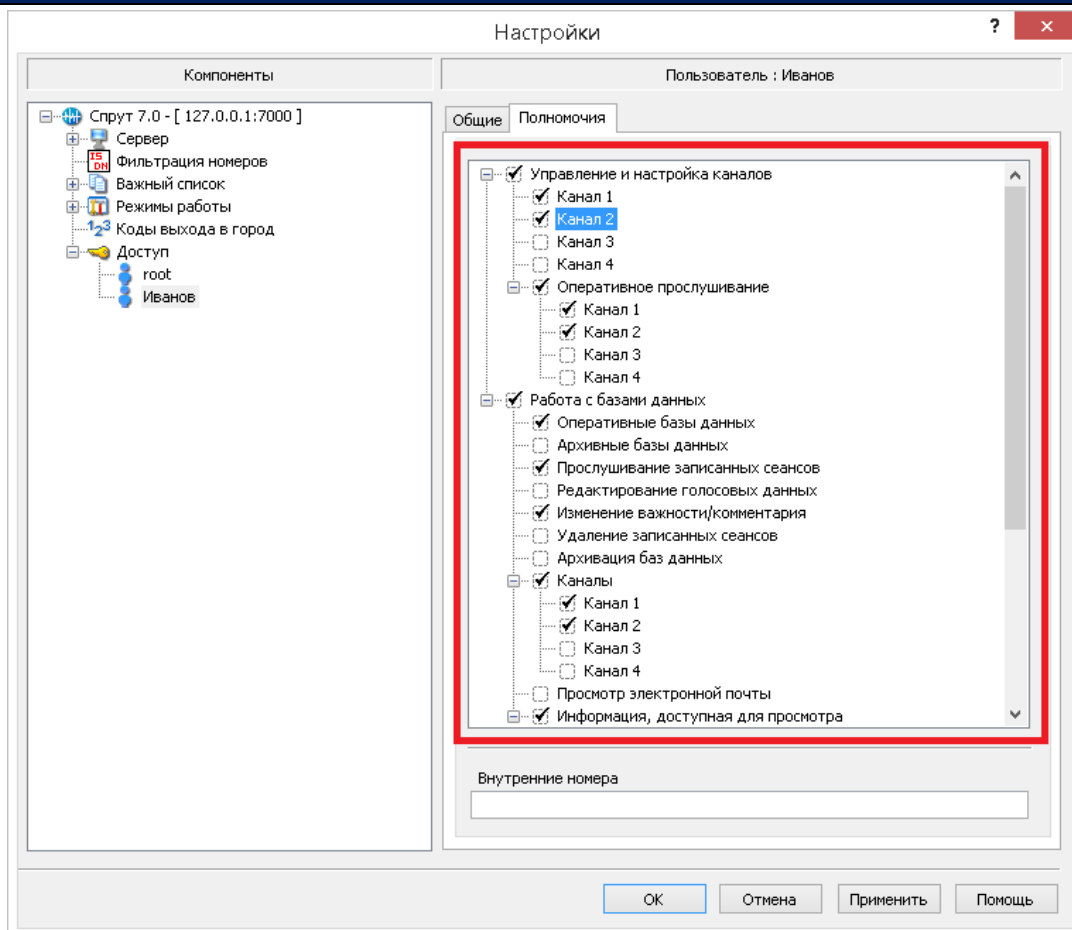 Настройки
?
×
Компоненты
Пользователь : Иванов
Спрут 7.0 - [ 127.0.0.1:7000 ]
Сервер
IS
DN
Фильтрация номеров
Важный список
Режимы работы
123 Коды выхода в город
Доступ
root
Иванов
Общие
Полномочия
Управление и настройка каналов
Канал 1
Канал 2
Канал 3
Канал 4
Оперативное прослушивание
Канал 1
Канал 2
Канал 3
Канал 4
Работа с базами данных
Оперативные базы данных
Архивные базы данных
Прослушивание записанных сеансов
Редактирование голосовых данных
Изменение важности/комментария
Удаление записанных сеансов
Архивация баз данных
Каналы
Канал 1
Канал 2
Канал 3
Канал 4
Просмотр электронной почты
Информация, доступная для просмотра
Внутренние номера
ОК
Отмена
Применить
Помощь